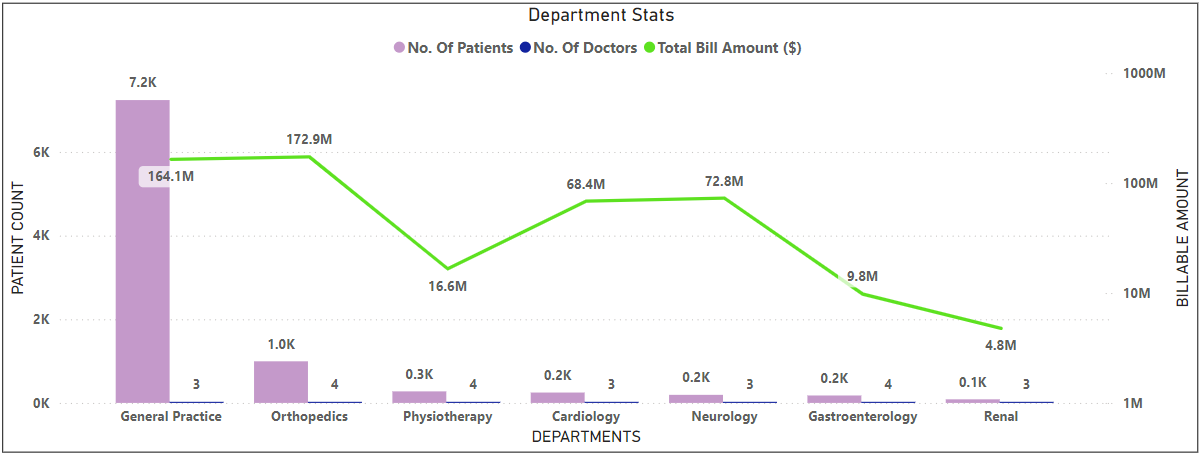 Department Stats
No. Of Patients No. Of Doctors Total Bill Amount ($)
7.2K
1000M
172.9M
6K
164.1M
68.4M
72.8M
100M
PATIENT COUNT
BILLABLE AMOUNT
4K
16.6M
9.8M
10M
2K
1.0K
4.8M
3
4
0.3K
4
0.2K
3
0.2K
3
0.2K
4
0.1K
3
0K
1M
General Practice Orthopedics Physiotherapy Cardiology Neurology Gastroenterology Renal
DEPARTMENTS